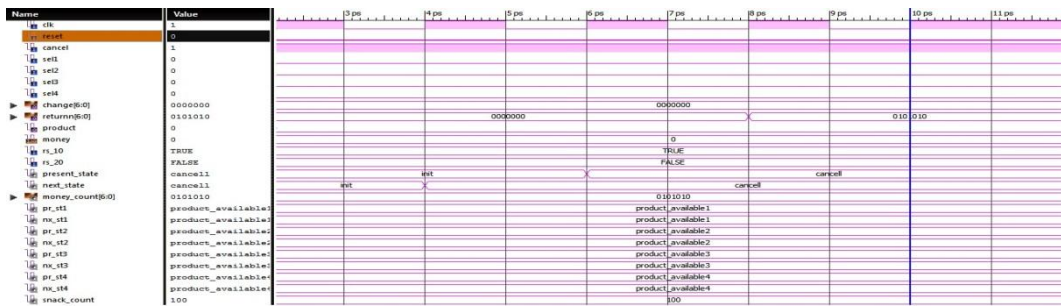 Name Value 3 ps 4 ps 5 ps 6 ps 7 ps 8 ps 9 ps 10 ps 11 ps
clk 1
reset 0
cancel 1
sel1 0
sel2 0
sel3 0
sel4 0
change[6:0] 0000000 0000000
returnn[6:0] 0101010 0000000 0101010
product 0
money 0 0
rs_10 TRUE TRUE
rs_20 FALSE FALSE
present_state cancell init cancell
next_state cancell init cancell
money_count[6:0] 0101010 0101010
pr_st1 product_available1 product_available1
nx_st1 product_available1 product_available1
pr_st2 product_available2 product_available2
nx_st2 product_available2 product_available2
pr_st3 product_available3 product_available3
nx_st3 product_available3 product_available3
pr_st4 product_available4 product_available4
nx_st4 product_available4 product_available4
snack_count 100 100